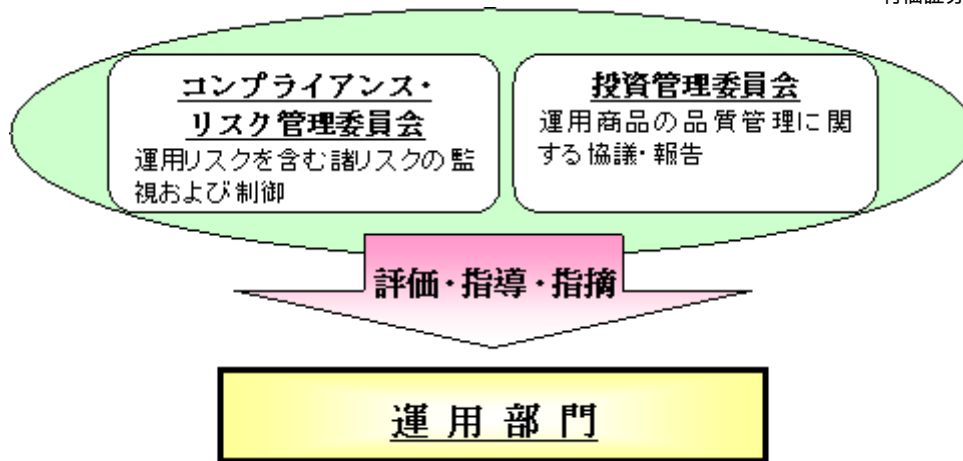 コンプライアンス・
リスク管理委員会
運用リスクを含む諸リスクの監
視および制御
投資管理委員会
運用商品の品質管理に関
する協議・報告
評価・指導・指摘
運用部門